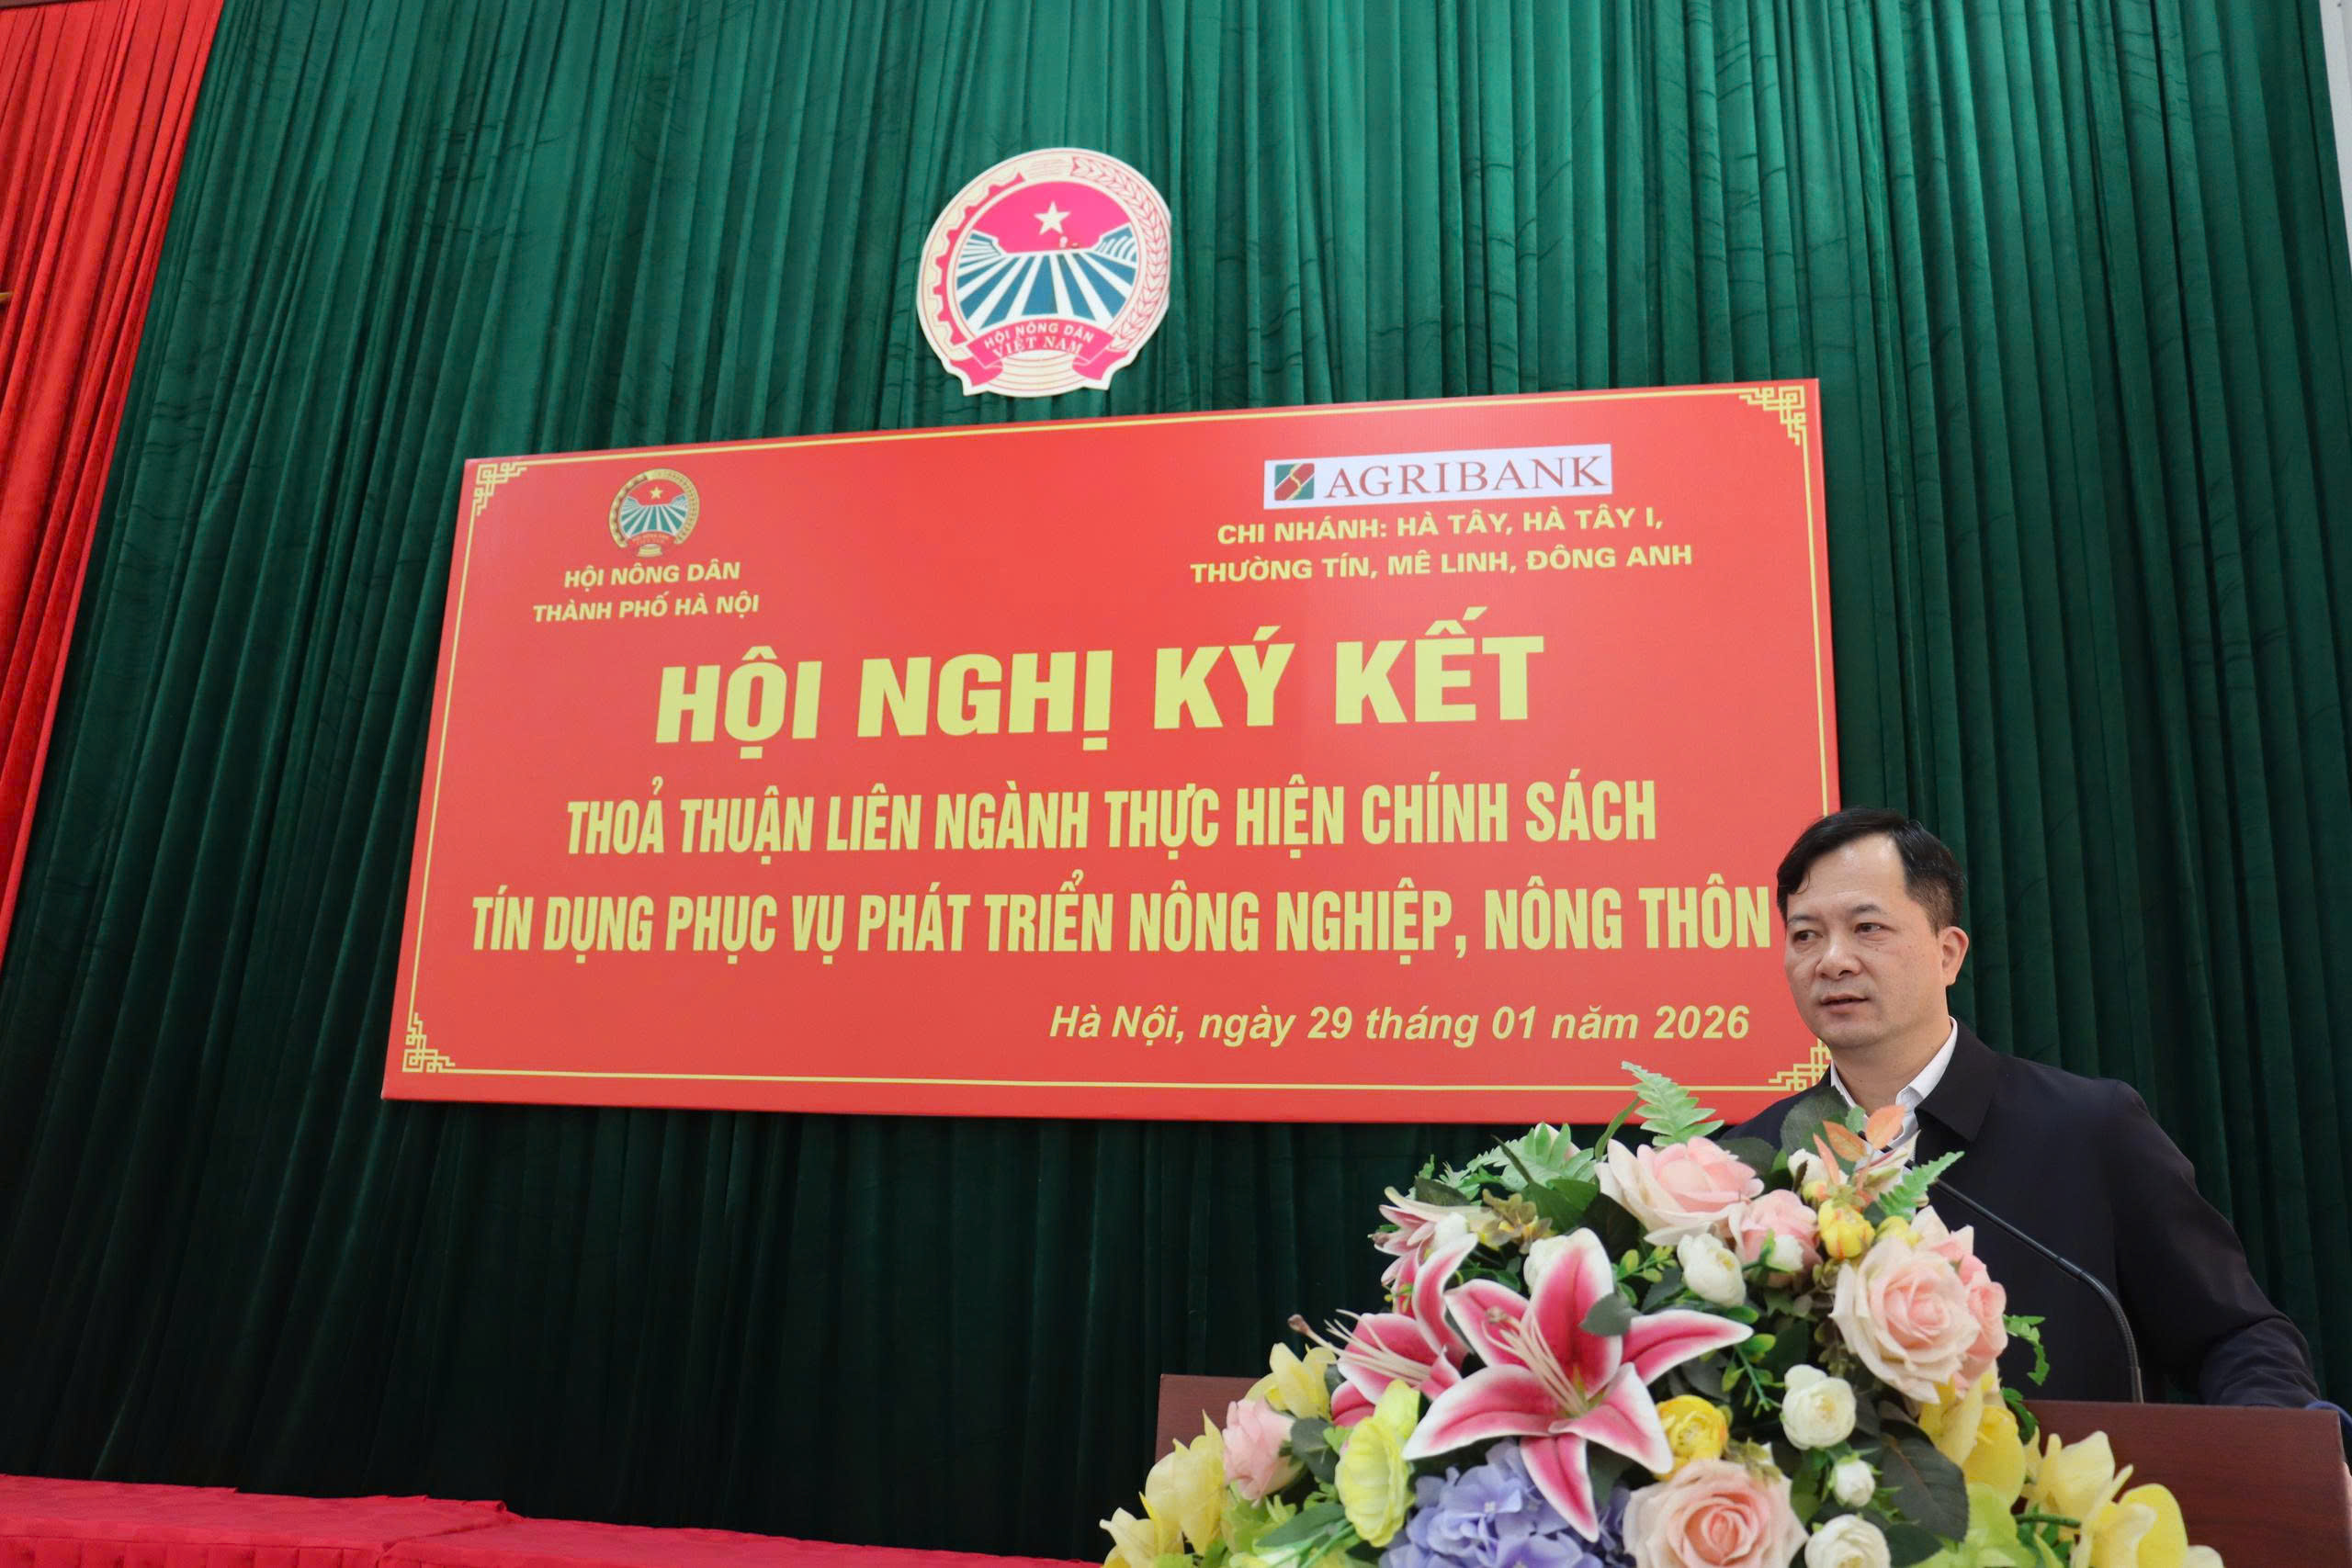 HỘI NÔNG DÂN
VIỆT NAM
HỘI NÔNG DÂN
THÀNH PHỐ HÀ NỘI
AGRIBANK
CHI NHÁNH: HÀ TÂY, HÀ TÂY I,
THƯỜNG TÍN, MÊ LINH, ĐÔNG ANH
HỘI NGHỊ KÝ KẾT
THOẢ THUẬN LIÊN NGÀNH THỰC HIỆN CHÍNH SÁCH
TÍN DỤNG PHỤC VỤ PHÁT TRIỂN NÔNG NGHIỆP, NÔNG THÔN
Hà Nội, ngày 29 tháng 01 năm 2026